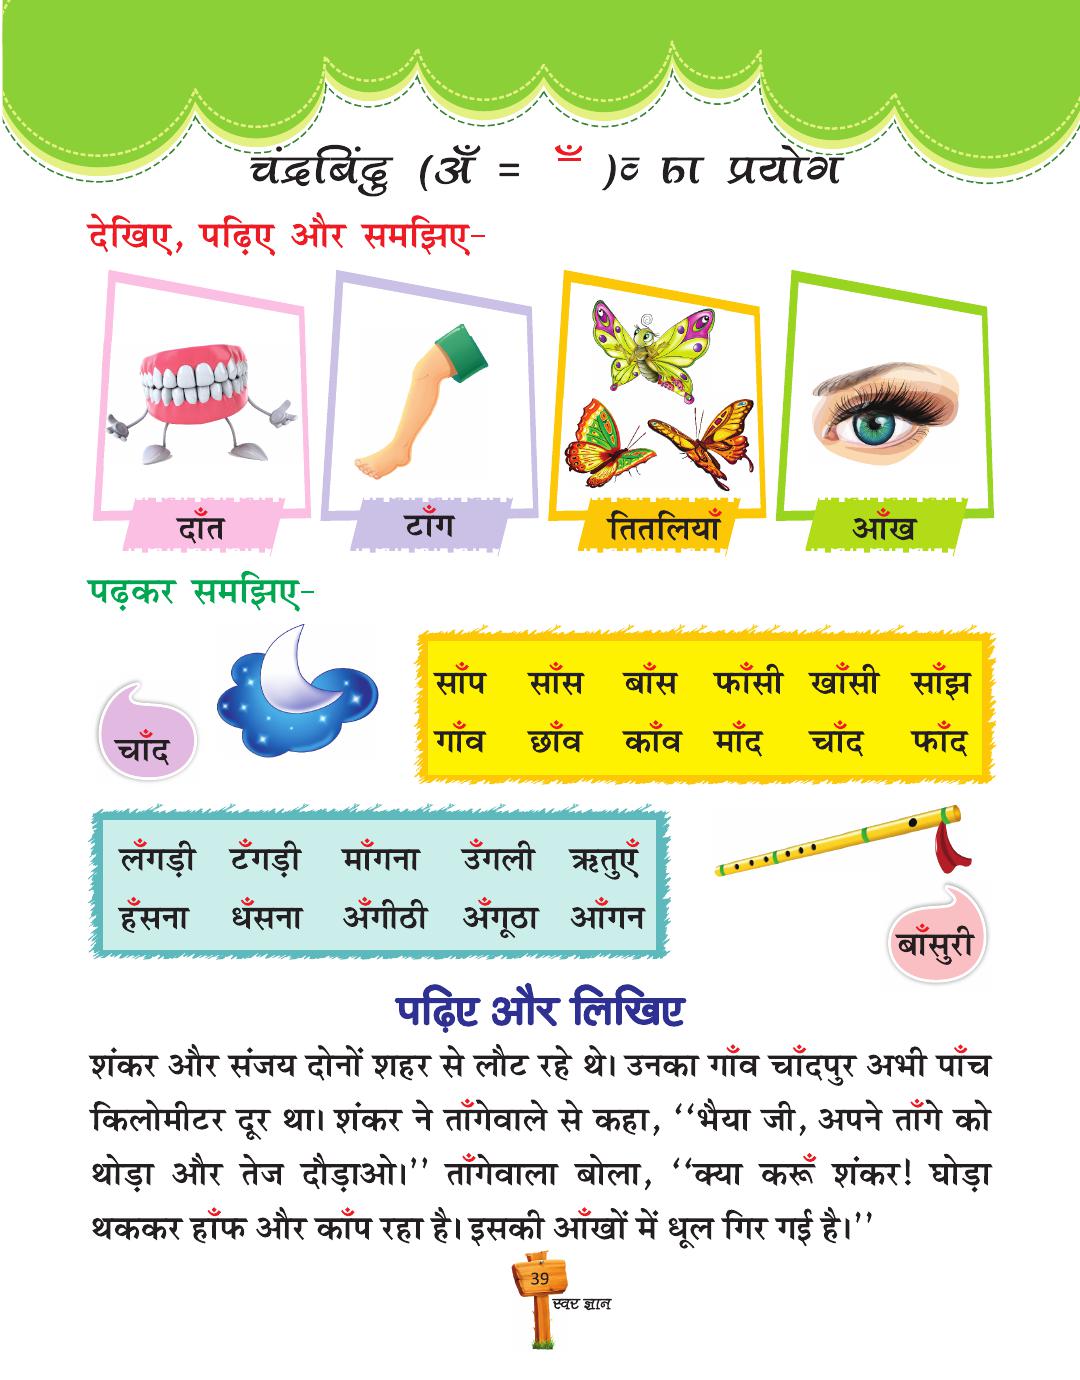 चंद्रबिंदु (अँ = ँ ) का प्रयोग
देखिए, पढ़िए और समझिए-
दाँत टाँग तितलियाँ आँख
पढ़कर समझिए-
चाँद
साँप साँस बाँस फाँसी खाँसी साँझ
गाँव छाँव काँव माँद चाँद फाँद
लँगड़ी टँगड़ी माँगना उँगली ऋतुएँ
हँसना धँसना अँगीठी अँगूठा आँगन
बाँसुरी
पढ़िए और लिखिए
शंकर और संजय दोनों शहर से लौट रहे थे। उनका गाँव चाँदपुर अभी पाँच
किलोमीटर दूर था। शंकर ने ताँगेवाले से कहा, ‘‘भैया जी, अपने ताँगे को
थोड़ा और तेज दौड़ाओ।’’ ताँगेवाला बोला, ‘‘क्या करूँ शंकर! घोड़ा
थककर हाँफ और काँप रहा है। इसकी आँखों में धूल गिर गई है।’’
39
स्वर ज्ञान